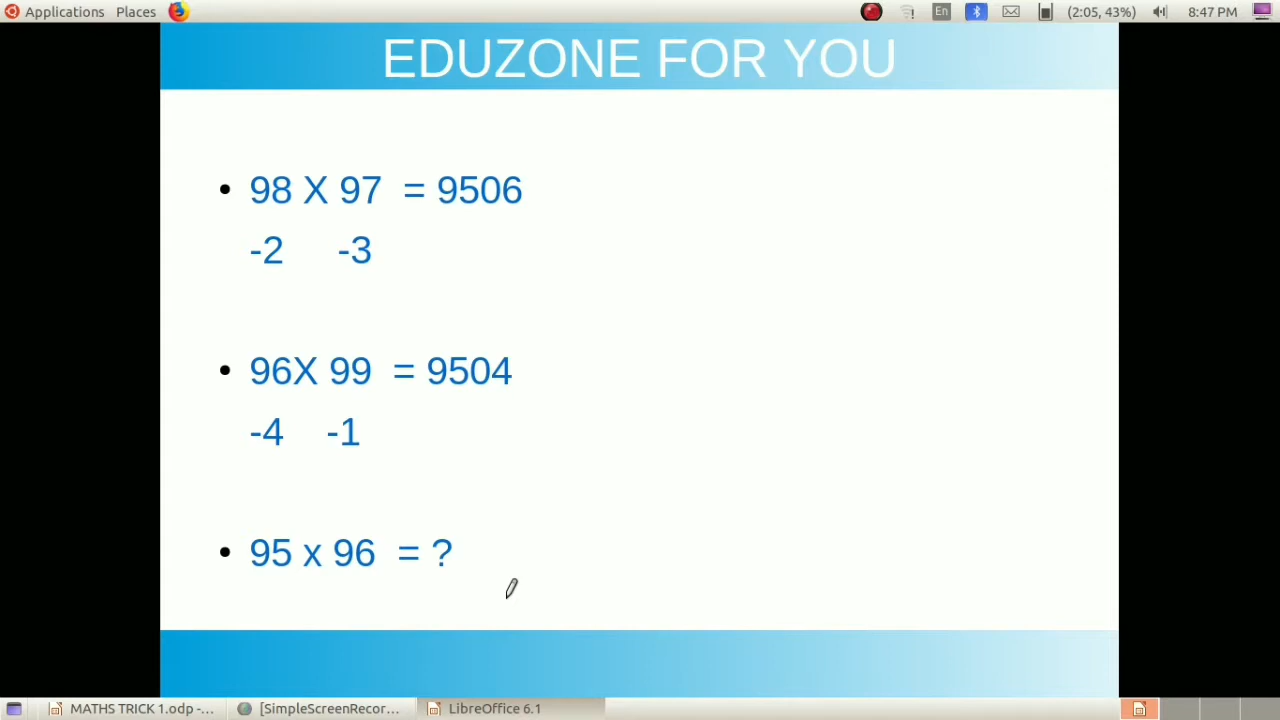 Applications Places En (2:05, 43%) 8:47 PM
EDUZONE FOR YOU
• 98 X 97 = 9506
-2 -3
• 96X 99 = 9504
-4 -1
• 95 x 96 = ?
MATHS TRICK 1.odp -... [SimpleScreenRecor... LibreOffice 6.1